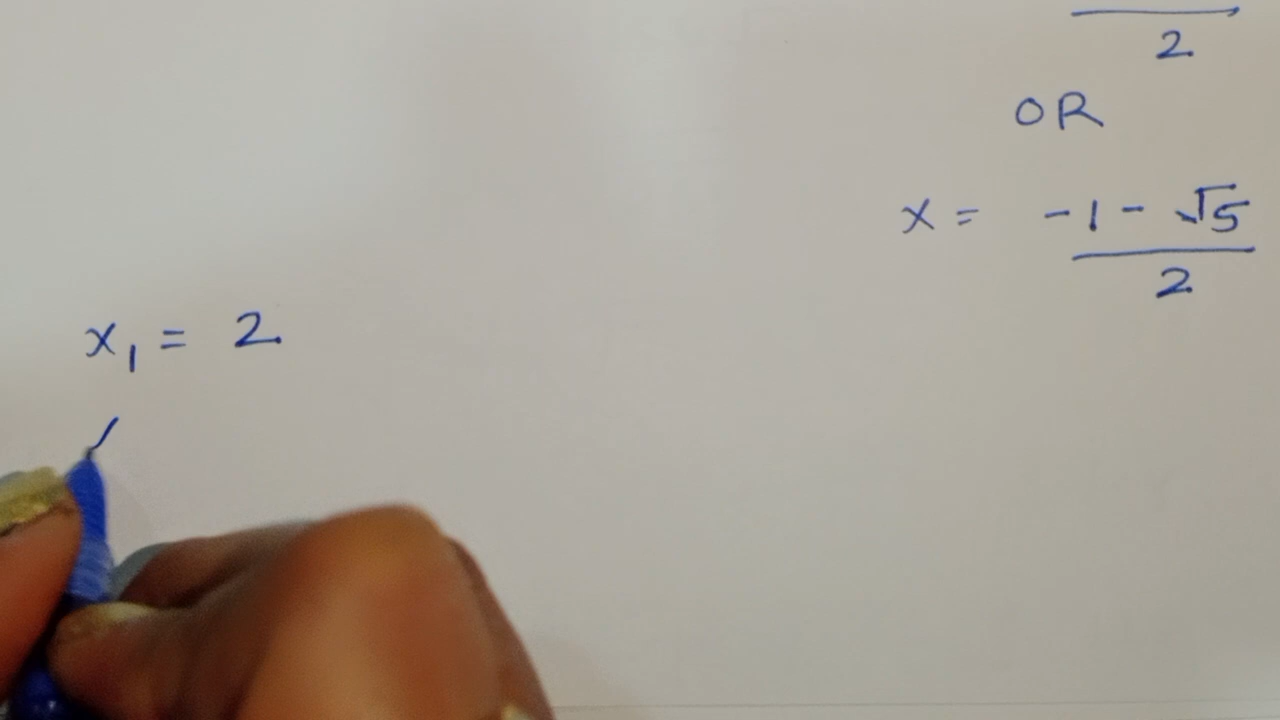 2
OR
x = -1 - √5
2
x₁ = 2